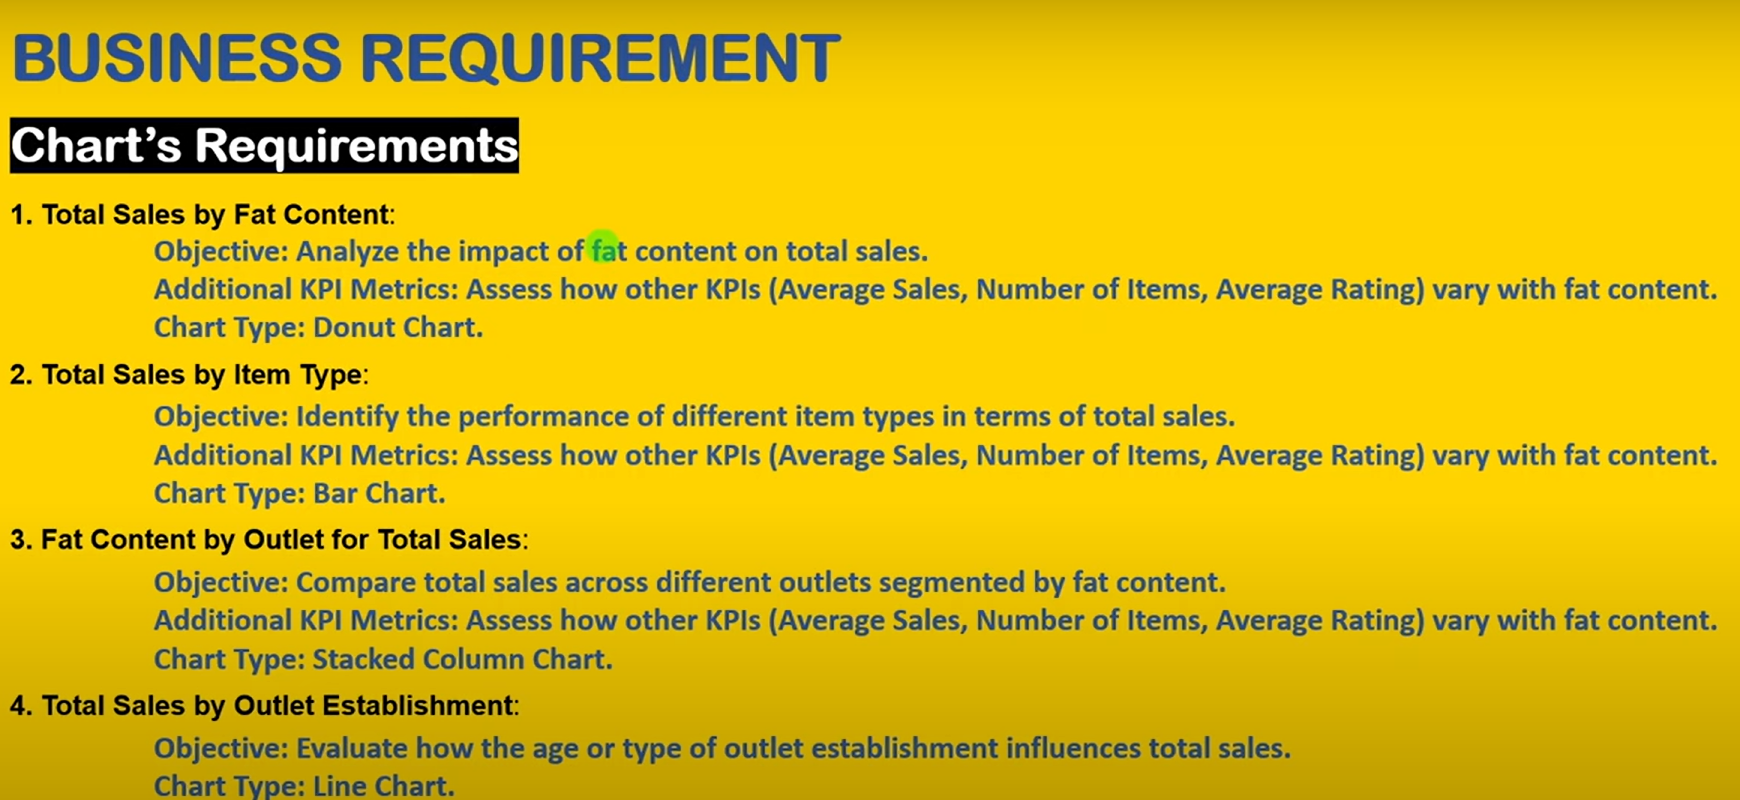 BUSINESS REQUIREMENT
Chart's Requirements
1. Total Sales by Fat Content:
Objective: Analyze the impact of fat content on total sales.
Additional KPI Metrics: Assess how other KPIs (Average Sales, Number of Items, Average Rating) vary with fat content.
Chart Type: Donut Chart.
2. Total Sales by Item Type:
Objective: Identify the performance of different item types in terms of total sales.
Additional KPI Metrics: Assess how other KPIs (Average Sales, Number of Items, Average Rating) vary with fat content.
Chart Type: Bar Chart.
3. Fat Content by Outlet for Total Sales:
Objective: Compare total sales across different outlets segmented by fat content.
Additional KPI Metrics: Assess how other KPIs (Average Sales, Number of Items, Average Rating) vary with fat content.
Chart Type: Stacked Column Chart.
4. Total Sales by Outlet Establishment:
Objective: Evaluate how the age or type of outlet establishment influences total sales.
Chart Type: Line Chart.